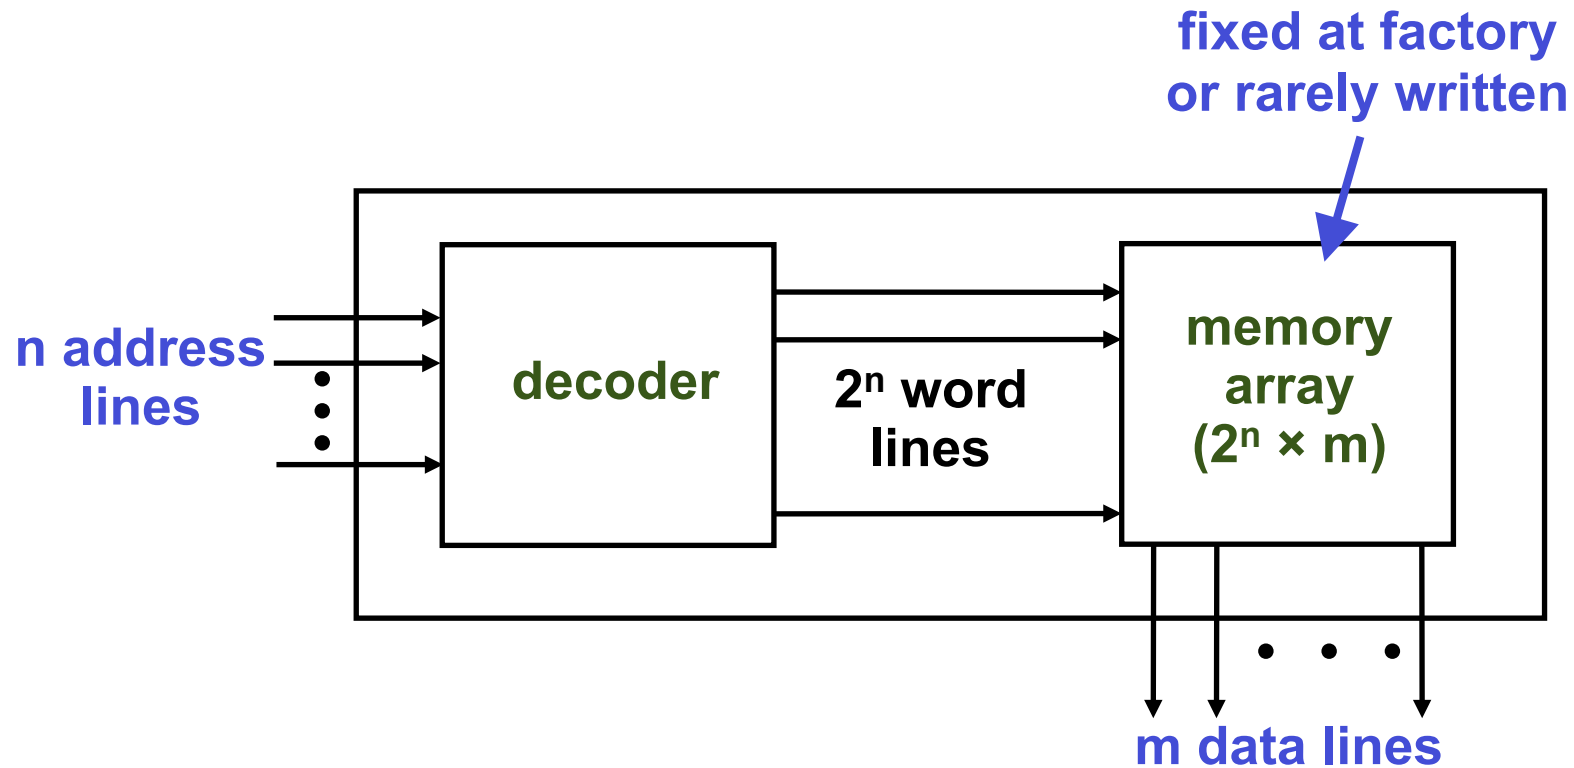 fixed at factory
or rarely written
n address
lines
decoder
2ⁿ word
lines
memory
array
(2ⁿ × m)
m data lines